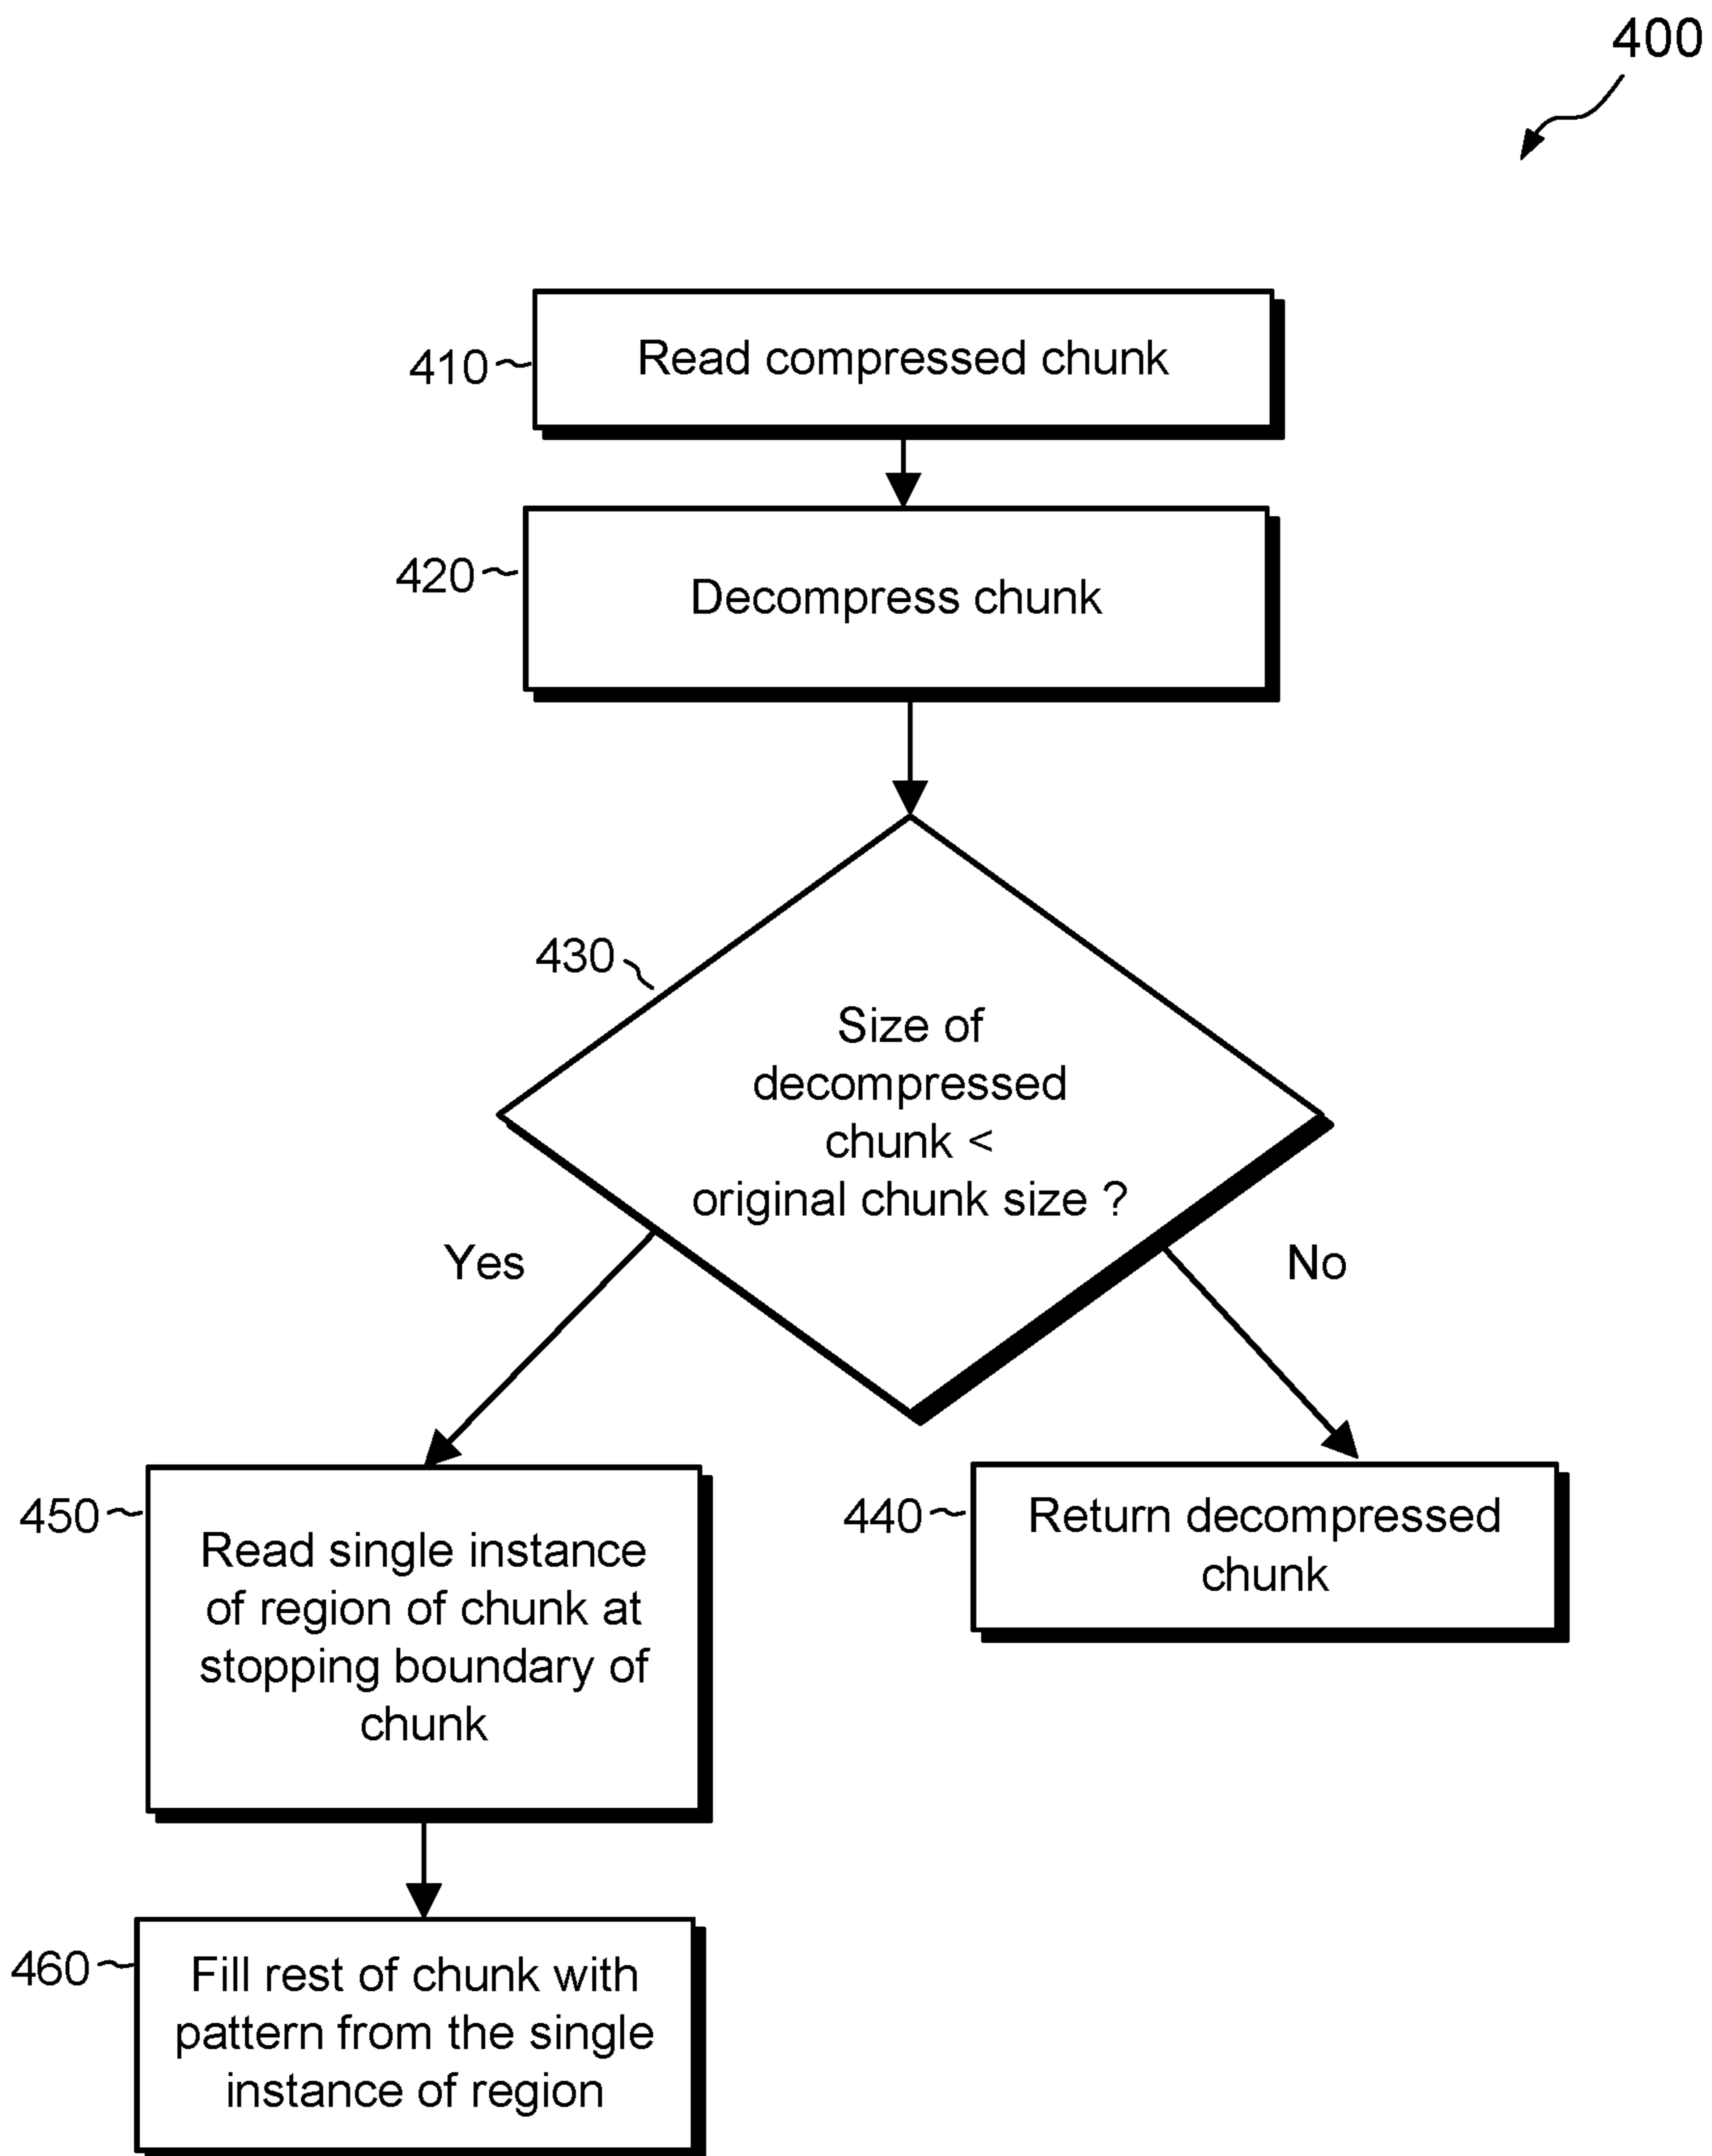 400
410
Read compressed chunk
420
Decompress chunk
430
Size of
decompressed
chunk <
original chunk size ?
Yes
No
450
Read single instance
of region of chunk at
stopping boundary of
chunk
440
Return decompressed
chunk
460
Fill rest of chunk with
pattern from the single
instance of region